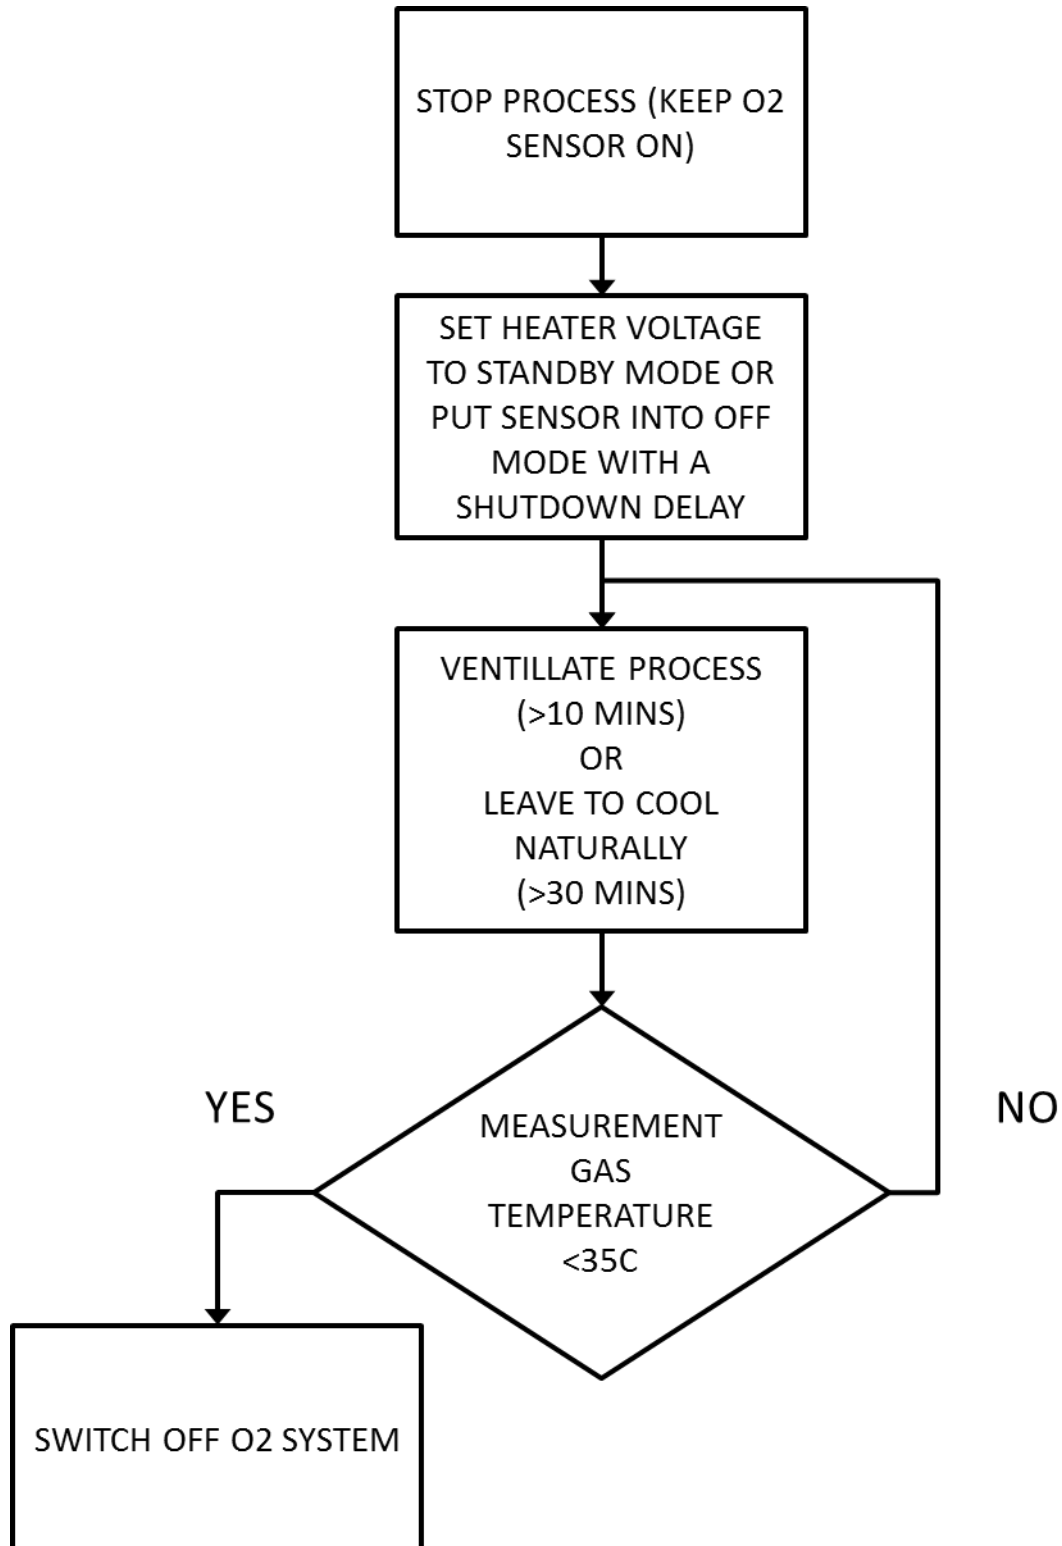 STOP PROCESS (KEEP O2
SENSOR ON)
SET HEATER VOLTAGE
TO STANDBY MODE OR
PUT SENSOR INTO OFF
MODE WITH A
SHUTDOWN DELAY
VENTILLATE PROCESS
(>10 MINS)
OR
LEAVE TO COOL
NATURALLY
(>30 MINS)
YES
NO
MEASUREMENT
GAS
TEMPERATURE
<35C
SWITCH OFF O2 SYSTEM